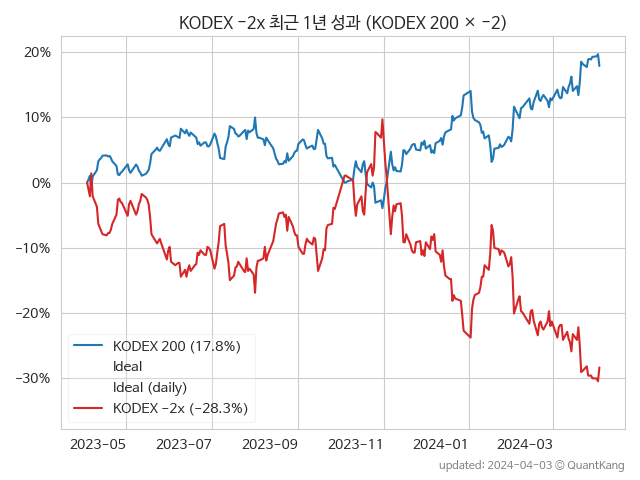 KODEX -2x 최근 1년 성과 (KODEX 200 × -2)
20%
10%
0%
-10%
-20%
-30%
KODEX 200 (17.8%)
Ideal
Ideal (daily)
KODEX -2x (-28.3%)
2023-05 2023-07 2023-09 2023-11 2024-01 2024-03
updated: 2024-04-03 © QuantKang